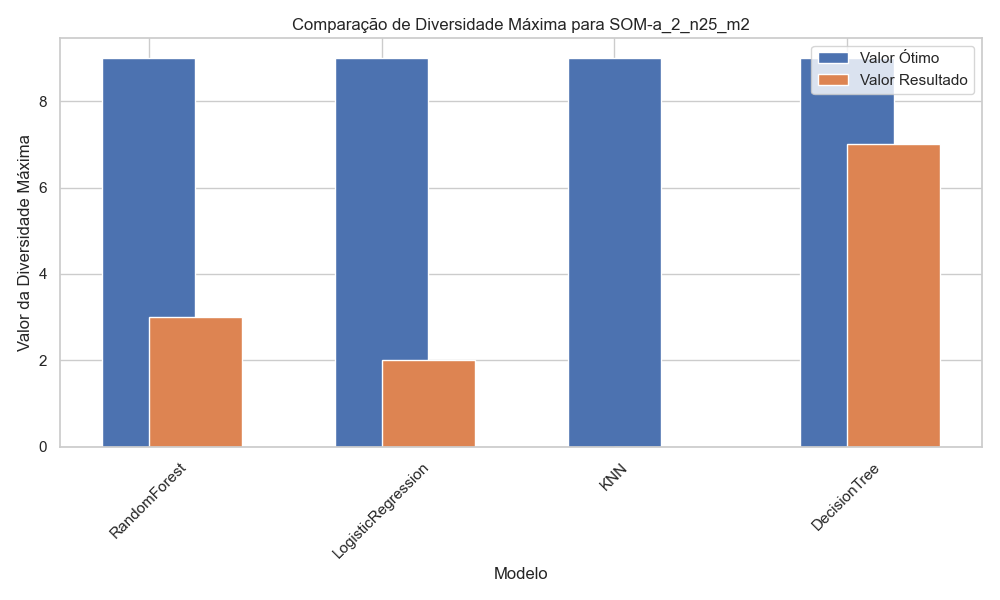 Comparação de Diversidade Máxima para SOM-a_2_n25_m2
Valor Ótimo
Valor Resultado
Valor da Diversidade Máxima
8
6
4
2
0
RandomForest
LogisticRegression
KNN
DecisionTree
Modelo